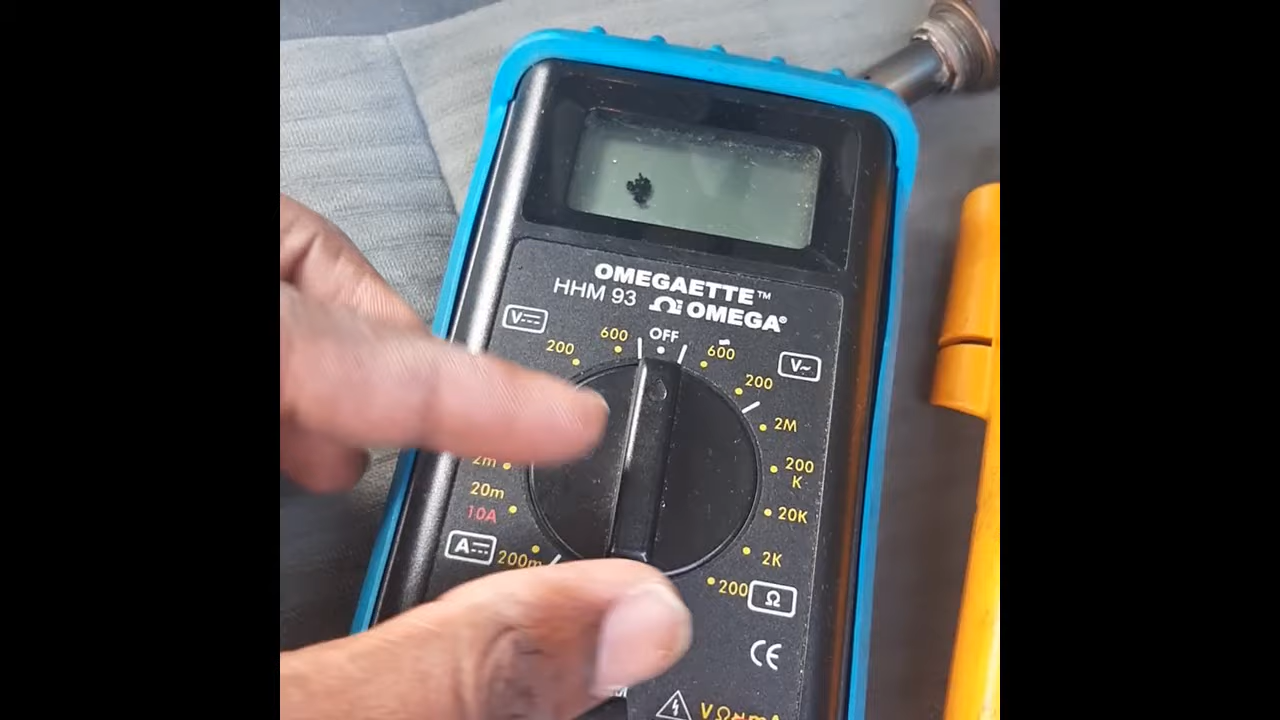 OMEGAETTE™
HHM 93 Ω OMEGA®
V
OFF
600
600
200
V~
200
2M
200
K
2m
20m
20K
10A
A
200m
2K
200
Ω
CE
V Ω mA